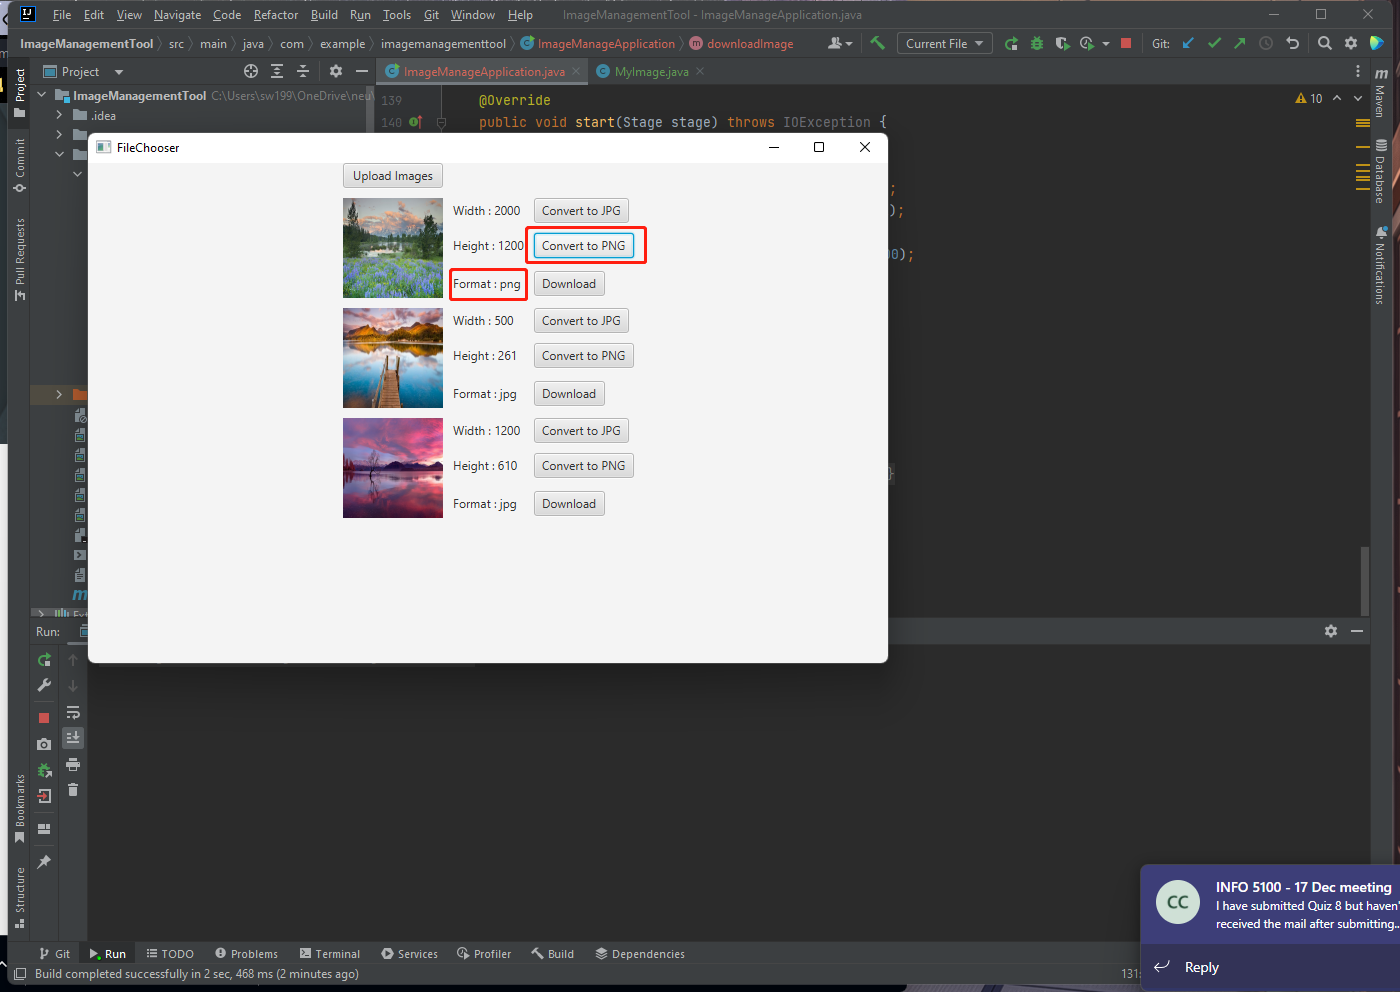 File Edit View Navigate Code Refactor Build Run Tools Git Window Help ImageManagementTool - ImageManageApplication.java
ImageManagementTool src main java com example imagemanagementtool ImageManageApplication downloadImage Current File Git:
Project ImageManageApplication.java MyImage.java
ImageManagementTool C:\Users\sw199\OneDrive\neu\
.idea
139 @Override
140 public void start(Stage stage) throws IOException {
10
FileChooser
Upload Images
Width : 2000 Convert to JPG
Height : 1200 Convert to PNG
Format : png Download
Width : 500 Convert to JPG
Height : 261 Convert to PNG
Format : jpg Download
Width : 1200 Convert to JPG
Height : 610 Convert to PNG
Format : jpg Download
;
);
);
}
Project
Commit
Pull Requests
Bookmarks
Structure
Maven
Database
Notifications
Run:
INFO 5100 - 17 Dec meeting
CC
I have submitted Quiz 8 but haven'
received the mail after submitting..
Reply
Git Run TODO Problems Terminal Services Profiler Build Dependencies
Build completed successfully in 2 sec, 468 ms (2 minutes ago)
131: